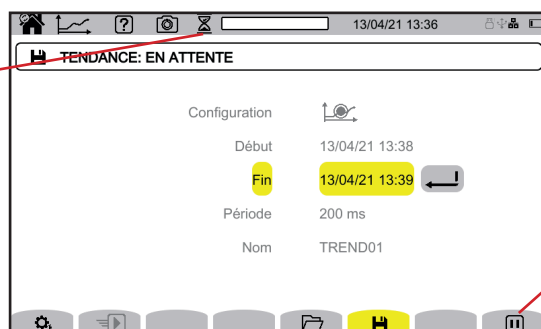 13/04/21 13:36
TENDANCE: EN ATTENTE
Configuration
Début 13/04/21 13:38
Fin 13/04/21 13:39
Période 200 ms
Nom TREND01